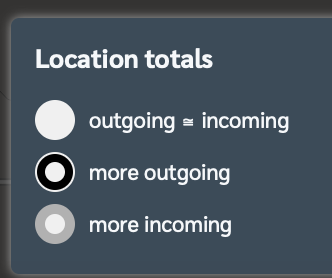 Location totals
outgoing ≅ incoming
more outgoing
more incoming